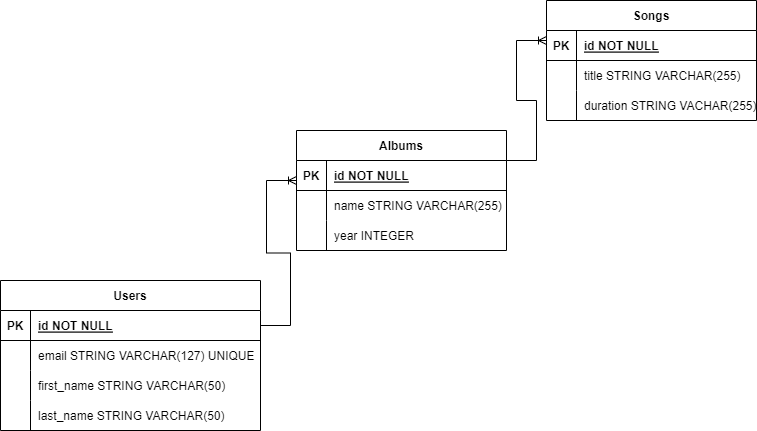 Songs
PK id NOT NULL
title STRING VARCHAR(255)
duration STRING VACHAR(255)
Albums
PK id NOT NULL
name STRING VARCHAR(255)
year INTEGER
Users
PK id NOT NULL
email STRING VARCHAR(127) UNIQUE
first_name STRING VARCHAR(50)
last_name STRING VARCHAR(50)